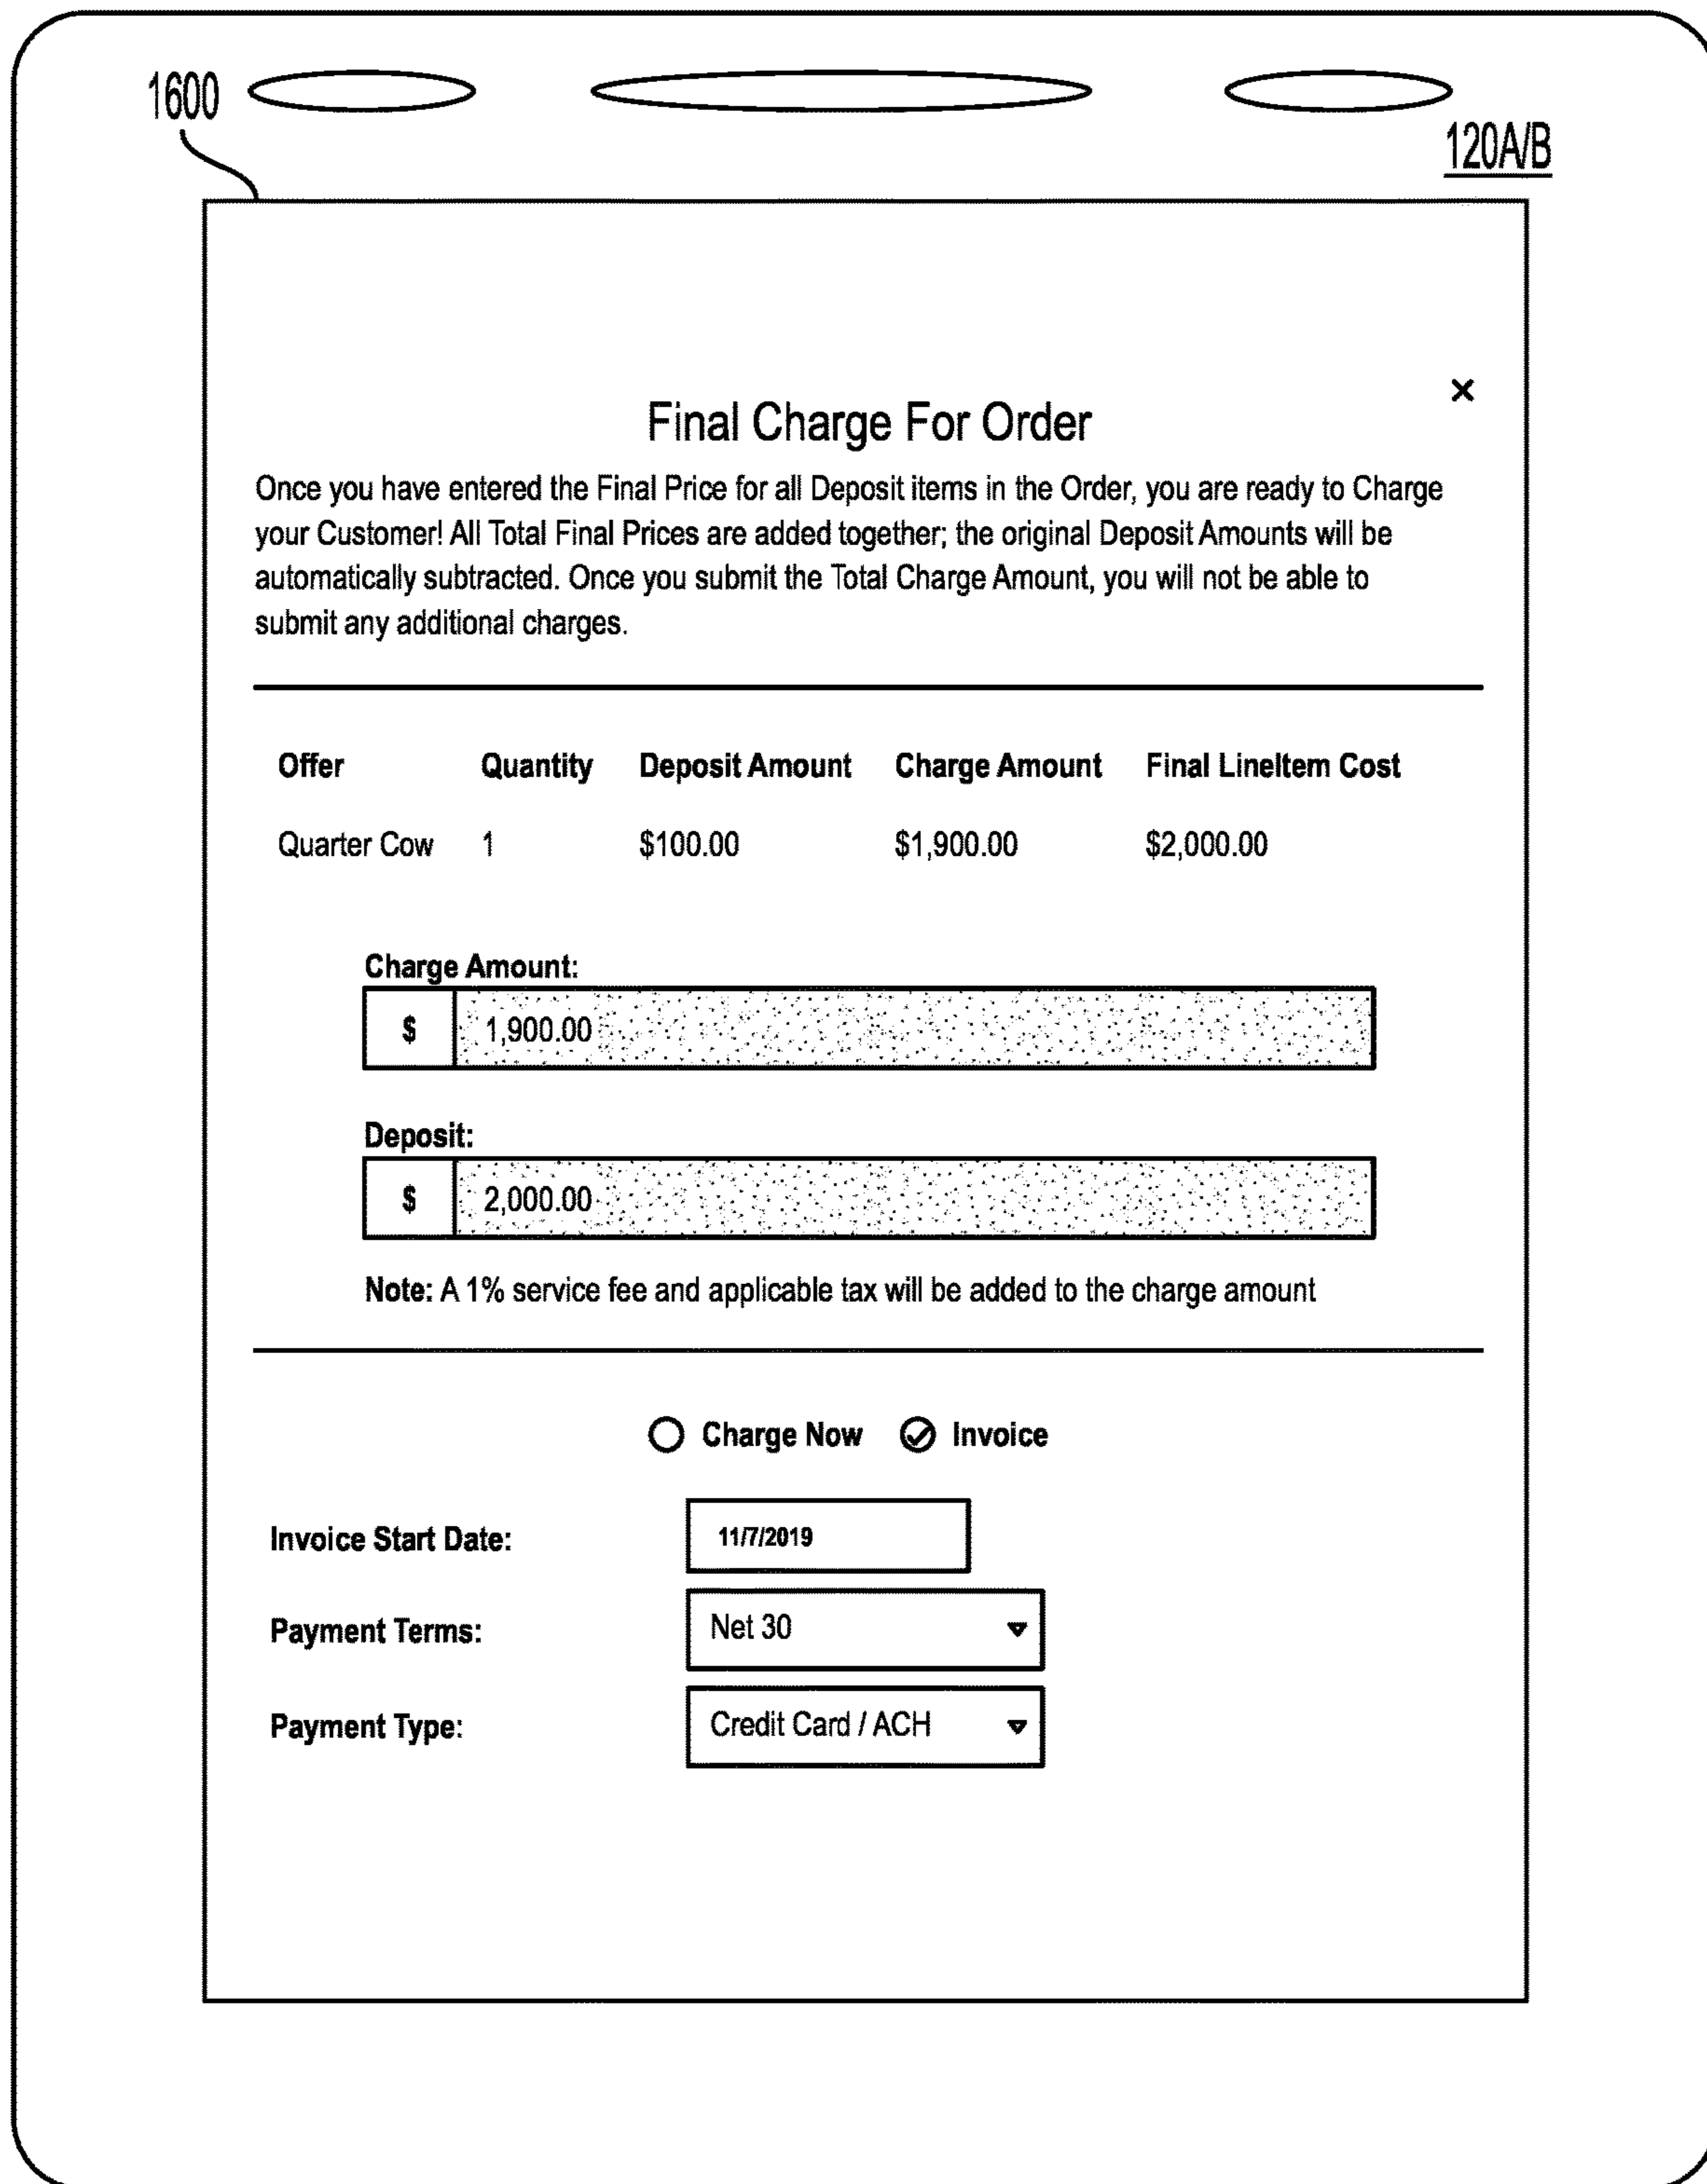 1600
120A/B
×
Final Charge For Order
Once you have entered the Final Price for all Deposit items in the Order, you are ready to Charge
your Customer! All Total Final Prices are added together; the original Deposit Amounts will be
automatically subtracted. Once you submit the Total Charge Amount, you will not be able to
submit any additional charges.
Offer Quantity Deposit Amount Charge Amount Final LineItem Cost
Quarter Cow 1 $100.00 $1,900.00 $2,000.00
Charge Amount:
$ 1,900.00
Deposit:
$ 2,000.00
Note: A 1% service fee and applicable tax will be added to the charge amount
Charge Now Invoice
Invoice Start Date: 11/7/2019
Payment Terms: Net 30
Payment Type: Credit Card / ACH